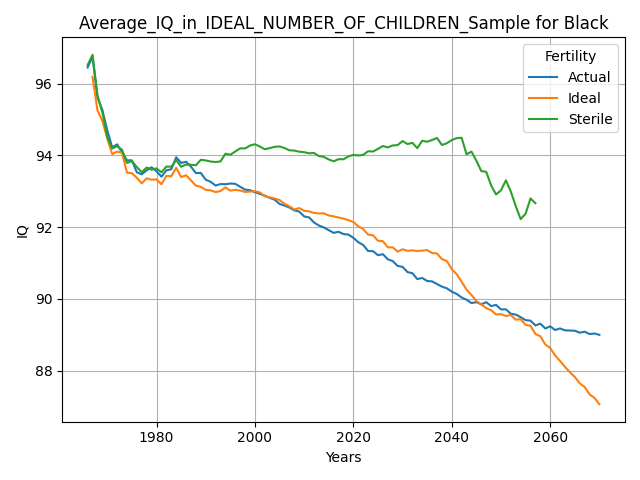 Average_IQ_in_IDEAL_NUMBER_OF_CHILDREN_Sample for Black
Fertility
Actual
Ideal
Sterile
IQ
96
94
92
90
88
1980
2000
2020
2040
2060
Years